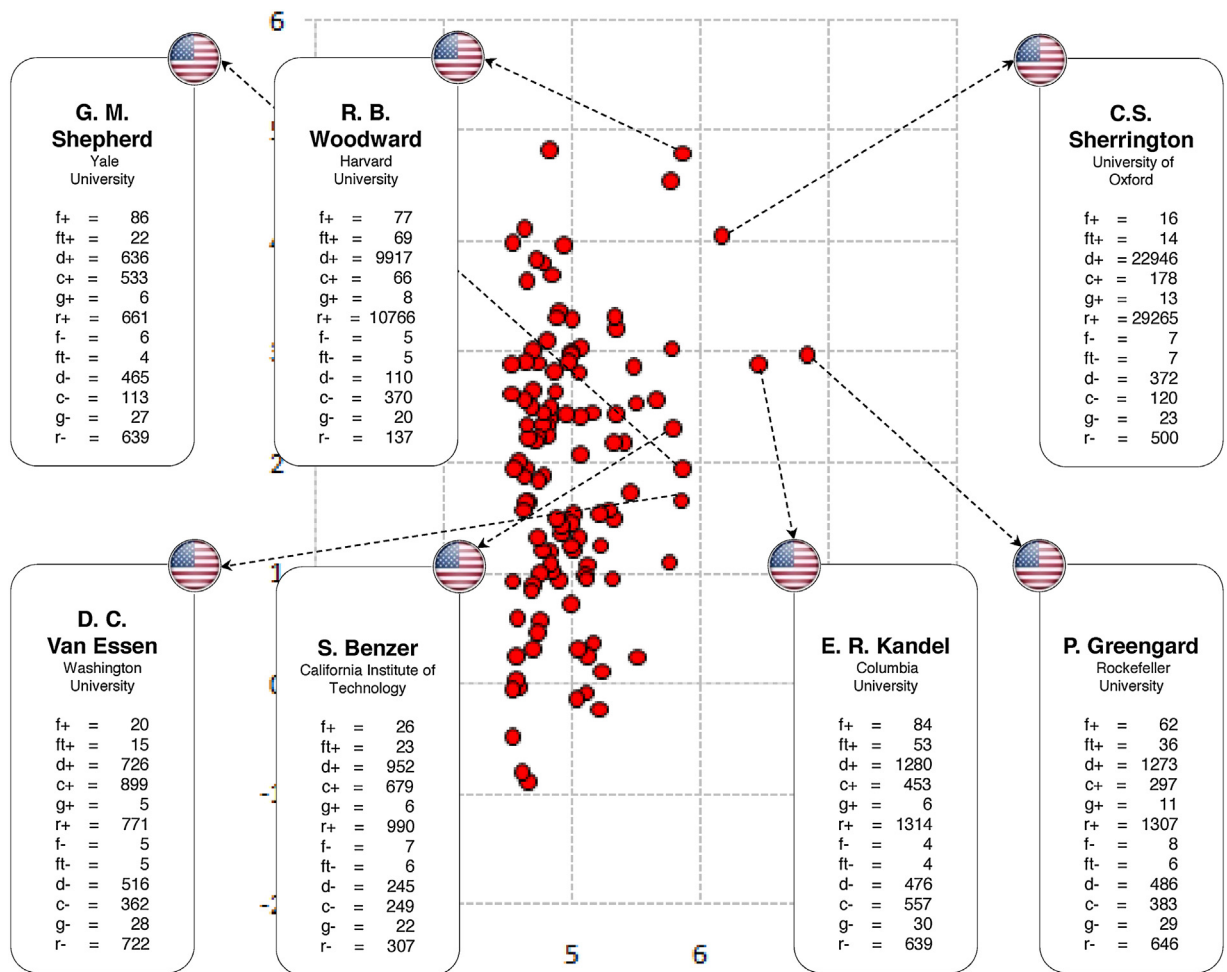 6
G. M.
Shepherd
Yale
University
f+ = 86
ft+ = 22
d+ = 636
c+ = 533
g+ = 6
r+ = 661
f- = 6
ft- = 4
d- = 465
c- = 113
g- = 27
r- = 639
R. B.
Woodward
Harvard
University
f+ = 77
ft+ = 69
d+ = 9917
c+ = 66
g+ = 8
r+ = 10766
f- = 5
ft- = 5
d- = 110
c- = 370
g- = 20
r- = 137
C.S.
Sherrington
University of
Oxford
f+ = 16
ft+ = 14
d+ = 22946
c+ = 178
g+ = 13
r+ = 29265
f- = 7
ft- = 7
d- = 372
c- = 120
g- = 23
r- = 500
2
D. C.
Van Essen
Washington
University
f+ = 20
ft+ = 15
d+ = 726
c+ = 899
g+ = 5
r+ = 771
f- = 5
ft- = 5
d- = 516
c- = 362
g- = 28
r- = 722
S. Benzer
California Institute of
Technology
f+ = 26
ft+ = 23
d+ = 952
c+ = 679
g+ = 6
r+ = 990
f- = 7
ft- = 6
d- = 245
c- = 249
g- = 22
r- = 307
E. R. Kandel
Columbia
University
f+ = 84
ft+ = 53
d+ = 1280
c+ = 453
g+ = 6
r+ = 1314
f- = 4
ft- = 4
d- = 476
c- = 557
g- = 30
r- = 639
P. Greengard
Rockefeller
University
f+ = 62
ft+ = 36
d+ = 1273
c+ = 297
g+ = 11
r+ = 1307
f- = 8
ft- = 6
d- = 486
c- = 383
g- = 29
r- = 646
-2
5 6